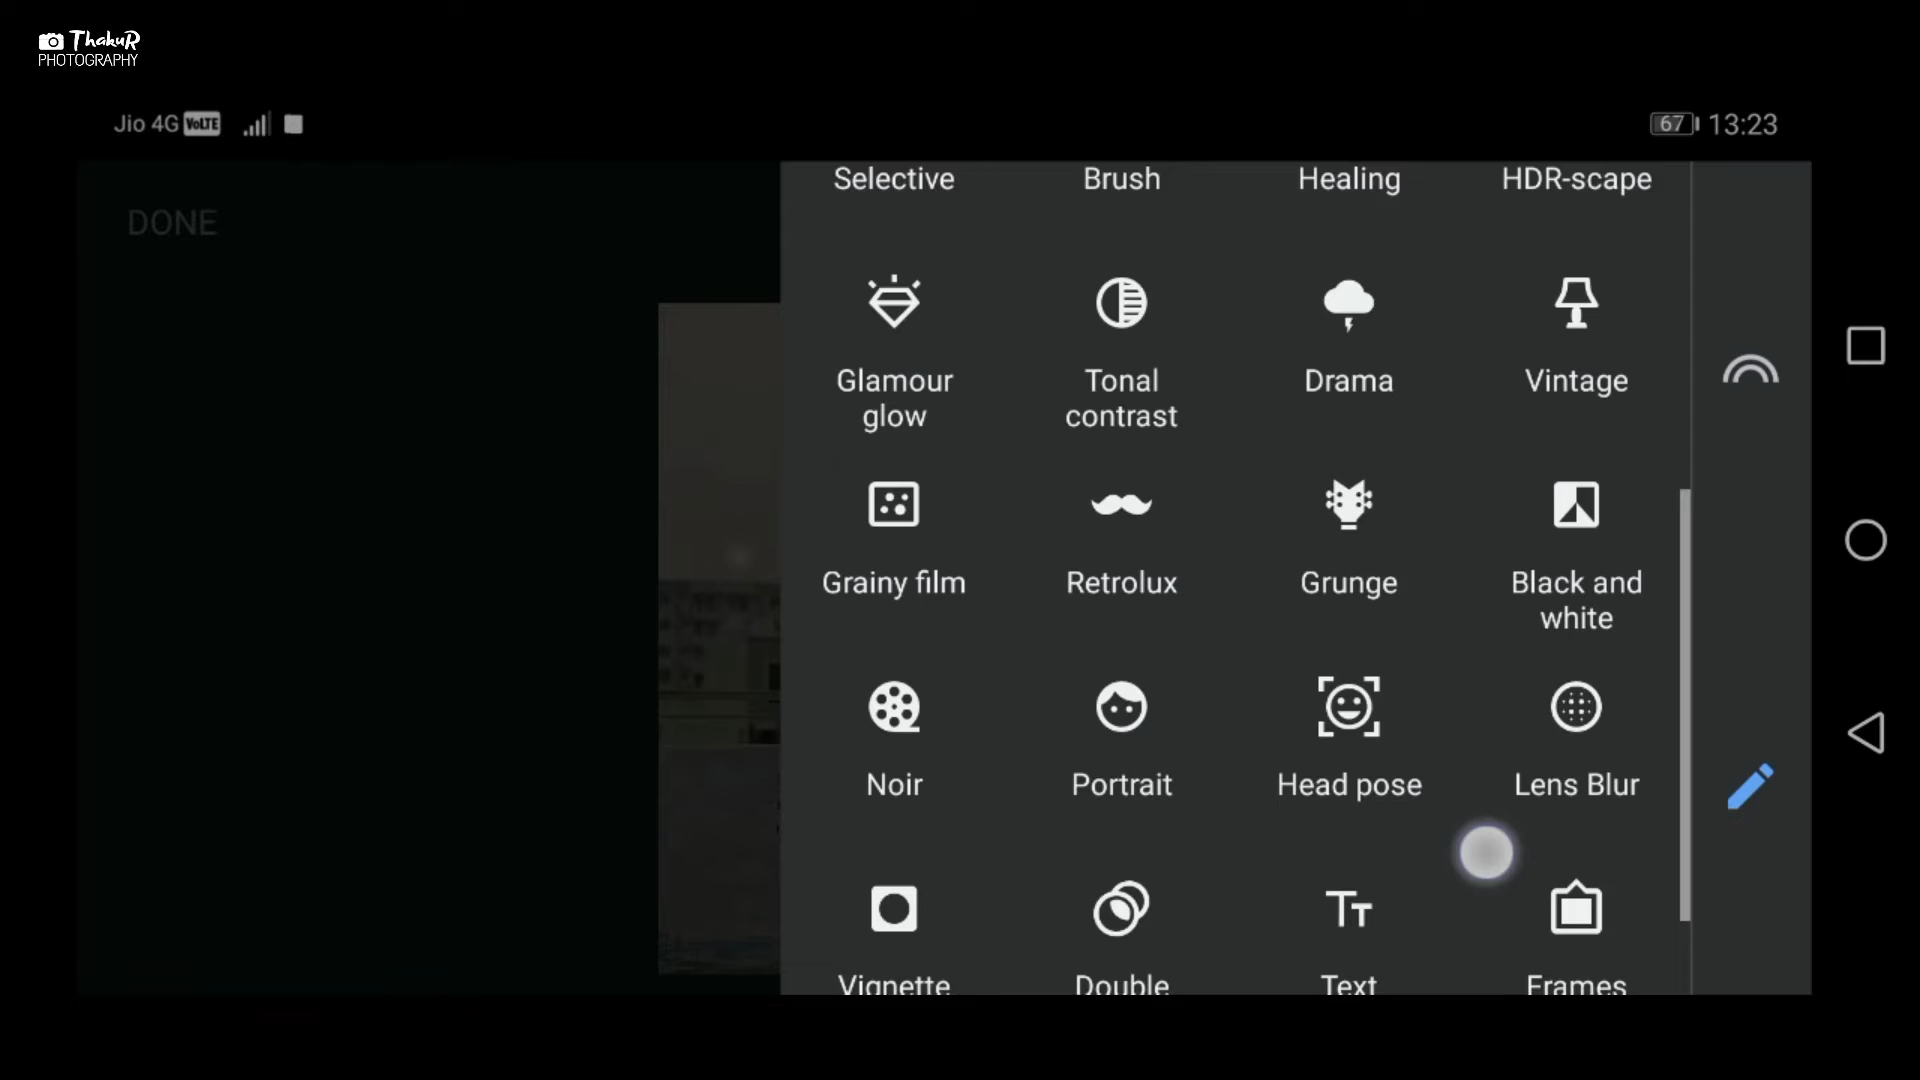 ThakuR
PHOTOGRAPHY
Jio 4G VoLTE
67 13:23
DONE
Selective
Brush
Healing
HDR-scape
Glamour
glow
Tonal
contrast
Drama
Vintage
Grainy film
Retrolux
Grunge
Black and
white
Noir
Portrait
Head pose
Lens Blur
Vignette
Double
Text
Frames